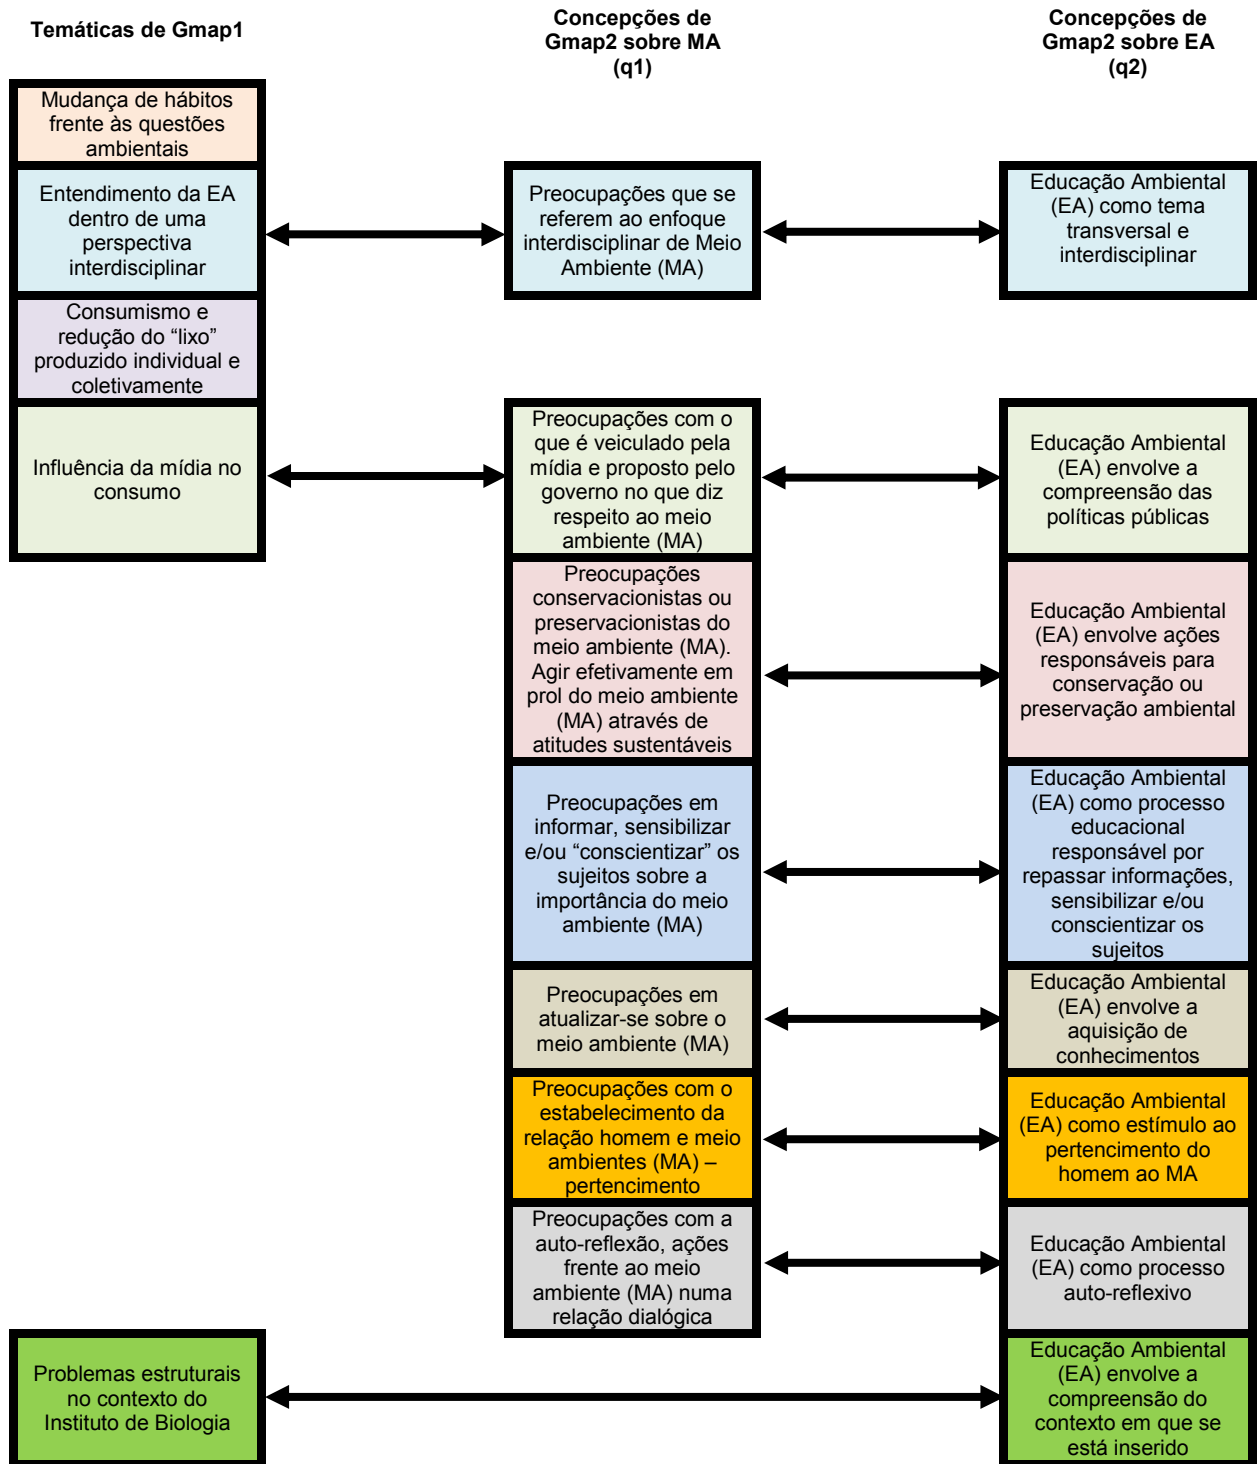 Temáticas de Gmap1
Concepções de
Gmap2 sobre MA
(q1)
Concepções de
Gmap2 sobre EA
(q2)
Mudança de hábitos
frente às questões
ambientais
Entendimento da EA
dentro de uma
perspectiva
interdisciplinar
Preocupações que se
referem ao enfoque
interdisciplinar de Meio
Ambiente (MA)
Educação Ambiental
(EA) como tema
transversal e
interdisciplinar
Consumismo e
redução do “lixo”
produzido individual e
coletivamente
Influência da mídia no
consumo
Preocupações com o
que é veiculado pela
mídia e proposto pelo
governo no que diz
respeito ao meio
ambiente (MA)
Educação Ambiental
(EA) envolve a
compreensão das
políticas públicas
Preocupações
conservacionistas ou
preservacionistas do
meio ambiente (MA).
Agir efetivamente em
prol do meio ambiente
(MA) através de
atitudes sustentáveis
Educação Ambiental
(EA) envolve ações
responsáveis para
conservação ou
preservação ambiental
Preocupações em
informar, sensibilizar
e/ou “conscientizar” os
sujeitos sobre a
importância do meio
ambiente (MA)
Educação Ambiental
(EA) como processo
educacional
responsável por
repassar informações,
sensibilizar e/ou
conscientizar os
sujeitos
Preocupações em
atualizar-se sobre o
meio ambiente (MA)
Educação Ambiental
(EA) envolve a
aquisição de
conhecimentos
Preocupações com o
estabelecimento da
relação homem e meio
ambientes (MA) –
pertencimento
Educação Ambiental
(EA) como estímulo ao
pertencimento do
homem ao MA
Preocupações com a
auto-reflexão, ações
frente ao meio
ambiente (MA) numa
relação dialógica
Educação Ambiental
(EA) como processo
auto-reflexivo
Problemas estruturais
no contexto do
Instituto de Biologia
Educação Ambiental
(EA) envolve a
compreensão do
contexto em que se
está inserido